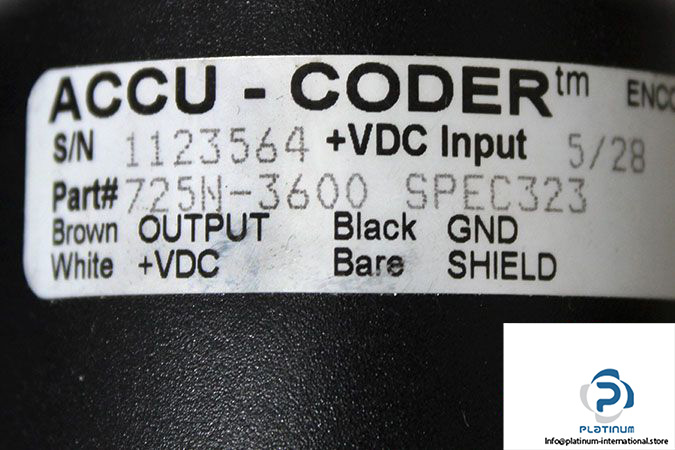 ACCU - CODER™ ENCO
S/N 1123564 +VDC Input 5/28
Part# 725N-3600 SPEC323
Brown OUTPUT Black GND
White +VDC Bare SHIELD
PLATINUM
Info@platinum-international.store